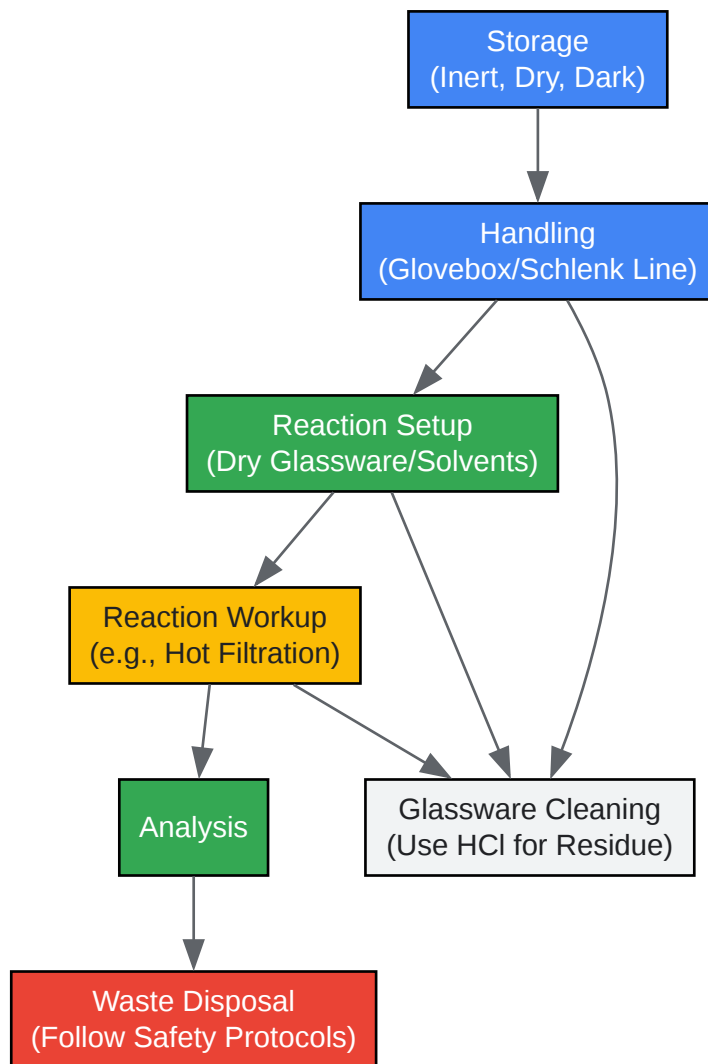 Storage
(Inert, Dry, Dark)
Handling
(Glovebox/Schlenk Line)
Reaction Setup
(Dry Glassware/Solvents)
Reaction Workup
(e.g., Hot Filtration)
Analysis
Glassware Cleaning
(Use HCl for Residue)
Waste Disposal
(Follow Safety Protocols)